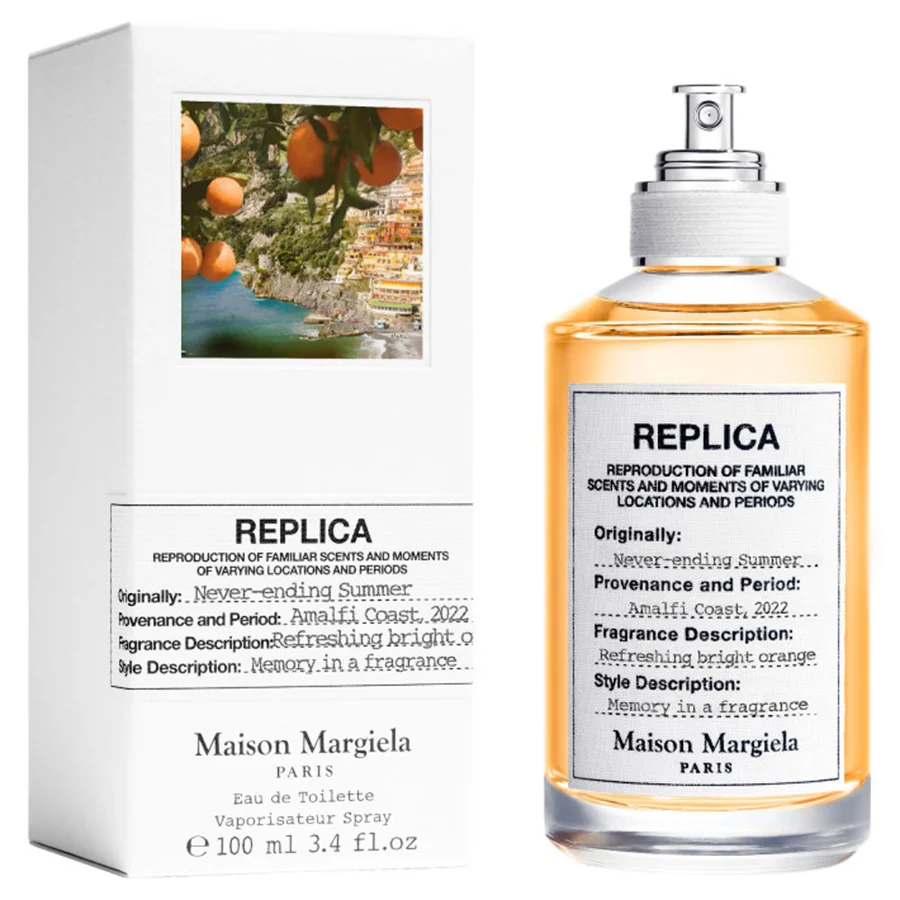 REPLICA
REPRODUCTION OF FAMILIAR SCENTS AND MOMENTS
OF VARYING LOCATIONS AND PERIODS
Originally: Never-ending Summer
Provenance and Period: Amalfi Coast, 2022
Fragrance Description: Refreshing bright o
Style Description: Memory in a fragrance
Maison Margiela
PARIS
Eau de Toilette
Vaporisateur Spray
℮ 100 ml 3.4 fl.oz
REPLICA
REPRODUCTION OF FAMILIAR
SCENTS AND MOMENTS OF VARYING
LOCATIONS AND PERIODS
Originally:
Never-ending Summer
Provenance and Period:
Amalfi Coast, 2022
Fragrance Description:
Refreshing bright orange
Style Description:
Memory in a fragrance
Maison Margiela
PARIS